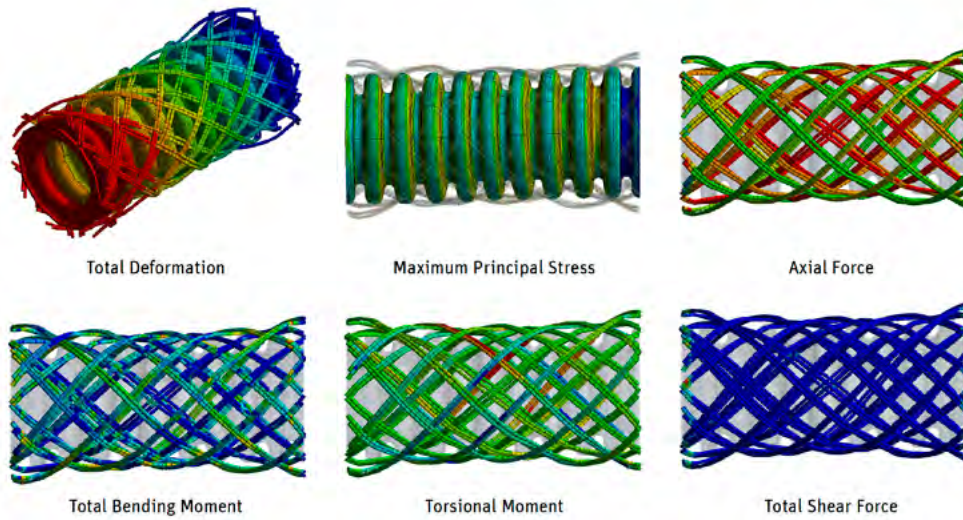 Total Deformation
Maximum Principal Stress
Axial Force
Total Bending Moment
Torsional Moment
Total Shear Force